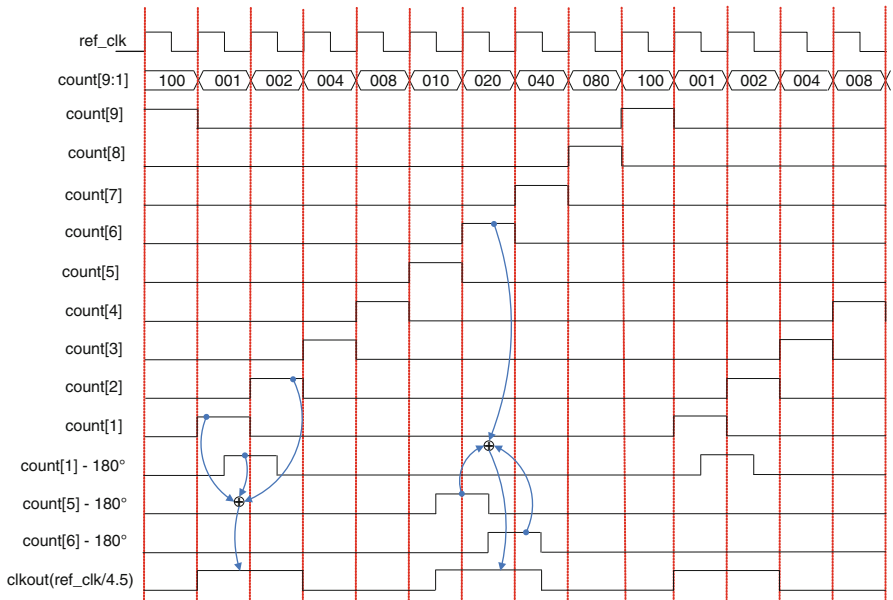 ref_clk
count[9:1] 100 001 002 004 008 010 020 040 080 100 001 002 004 008
count[9]
count[8]
count[7]
count[6]
count[5]
count[4]
count[3]
count[2]
count[1]
count[1] - 180°
count[5] - 180°
count[6] - 180°
clkout(ref_clk/4.5)